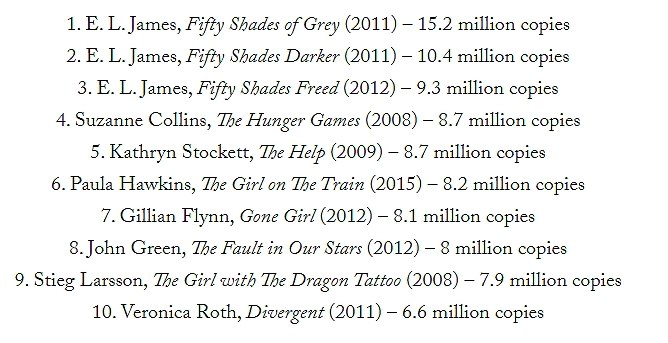 1. E. L. James, Fifty Shades of Grey (2011) – 15.2 million copies
2. E. L. James, Fifty Shades Darker (2011) – 10.4 million copies
3. E. L. James, Fifty Shades Freed (2012) – 9.3 million copies
4. Suzanne Collins, The Hunger Games (2008) – 8.7 million copies
5. Kathryn Stockett, The Help (2009) – 8.7 million copies
6. Paula Hawkins, The Girl on The Train (2015) – 8.2 million copies
7. Gillian Flynn, Gone Girl (2012) – 8.1 million copies
8. John Green, The Fault in Our Stars (2012) – 8 million copies
9. Stieg Larsson, The Girl with The Dragon Tattoo (2008) – 7.9 million copies
10. Veronica Roth, Divergent (2011) – 6.6 million copies